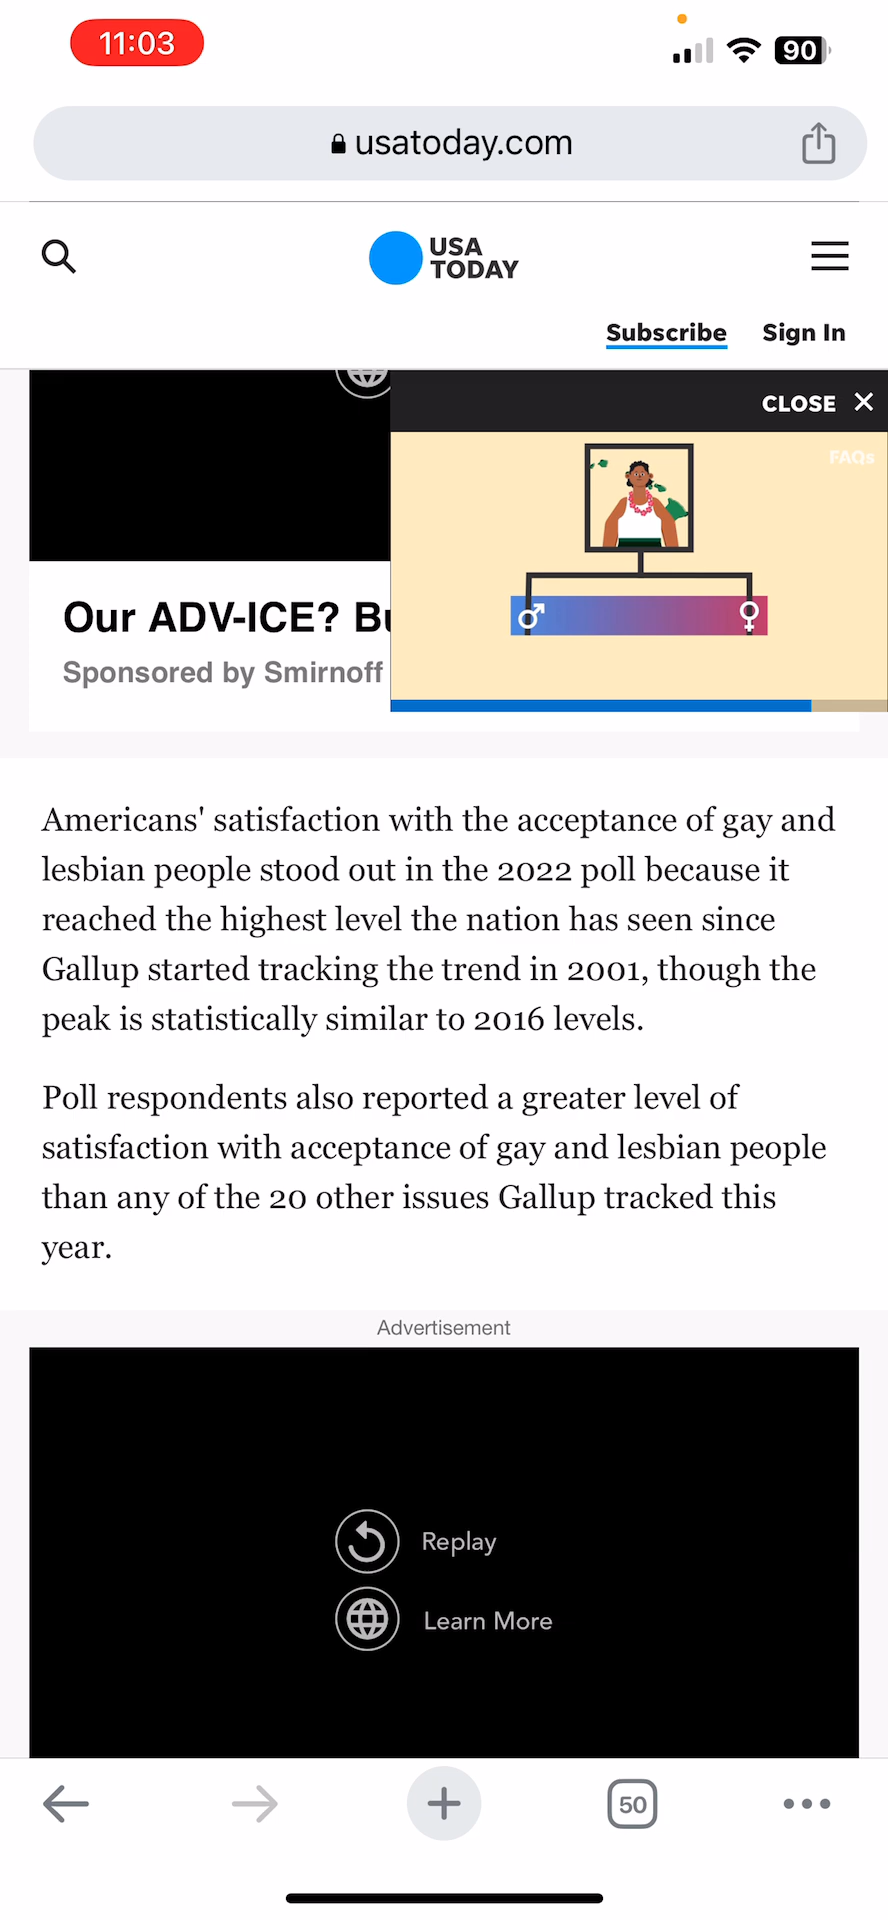 11:03
90
usatoday.com
USA
TODAY
Subscribe Sign In
CLOSE
FAQs
Our ADV-ICE?
Sponsored by Smirnoff
Americans' satisfaction with the acceptance of gay and
lesbian people stood out in the 2022 poll because it
reached the highest level the nation has seen since
Gallup started tracking the trend in 2001, though the
peak is statistically similar to 2016 levels.
Poll respondents also reported a greater level of
satisfaction with acceptance of gay and lesbian people
than any of the 20 other issues Gallup tracked this
year.
Advertisement
Replay
Learn More
50